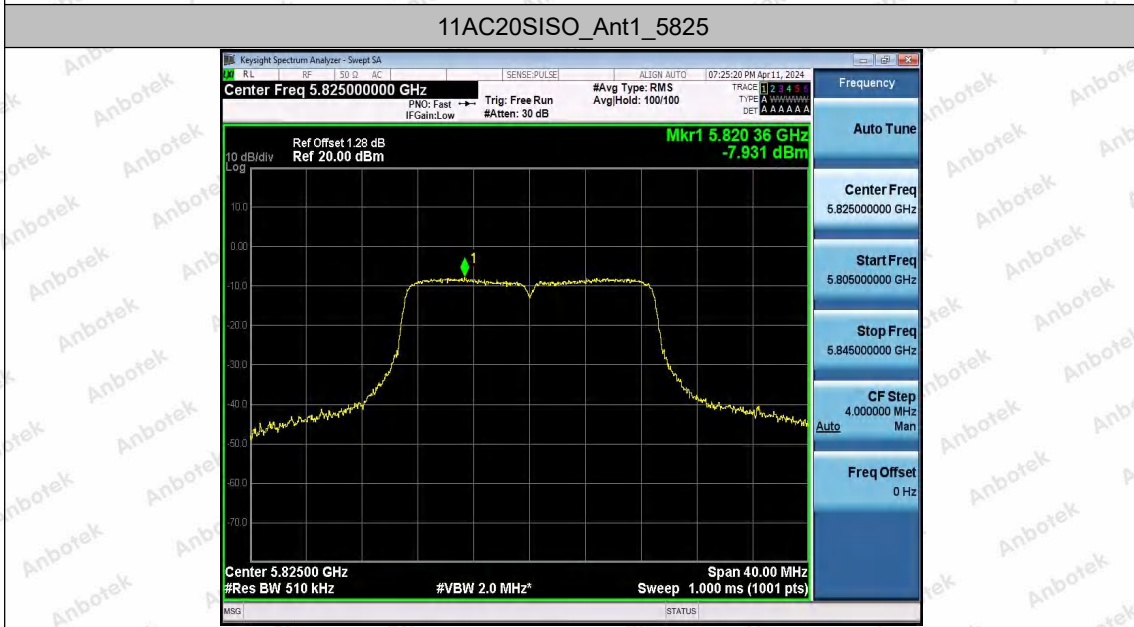 11AC20SISO_Ant1_5825
Keysight Spectrum Analyzer - Swept SA
LXI RL RF 50 Ω AC SENSE:PULSE ALIGN AUTO 07:25:20 PM Apr 11, 2024
Center Freq 5.825000000 GHz
PNO: Fast
IFGain:Low
Trig: Free Run
#Atten: 30 dB
#Avg Type: RMS
Avg|Hold: 100/100
TRACE 1 2 3 4 5 6
TYPE A WWWWW
DET A A A A A A
Frequency
Mkr1 5.820 36 GHz
-7.931 dBm
Ref Offset 1.28 dB
10 dB/div Ref 20.00 dBm
Log
10.0
0.00
-10.0
-20.0
-30.0
-40.0
-50.0
-60.0
-70.0
1
Center 5.82500 GHz Span 40.00 MHz
#Res BW 510 kHz #VBW 2.0 MHz* Sweep 1.000 ms (1001 pts)
MSG STATUS
Auto Tune
Center Freq
5.825000000 GHz
Start Freq
5.805000000 GHz
Stop Freq
5.845000000 GHz
CF Step
4.000000 MHz
Auto Man
Freq Offset
0 Hz
Anbotek